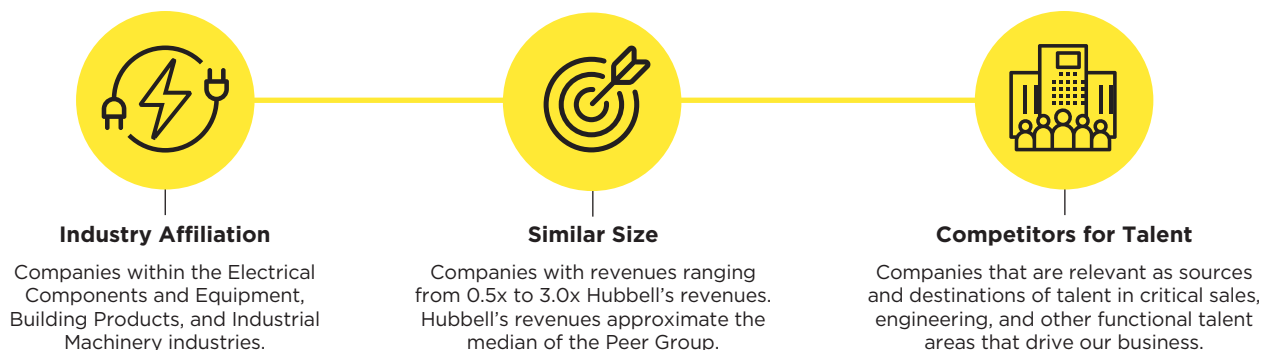 Industry Affiliation
Companies within the Electrical
Components and Equipment,
Building Products, and Industrial
Machinery industries.
Similar Size
Companies with revenues ranging
from 0.5x to 3.0x Hubbell’s revenues.
Hubbell’s revenues approximate the
median of the Peer Group.
Competitors for Talent
Companies that are relevant as sources
and destinations of talent in critical sales,
engineering, and other functional talent
areas that drive our business.